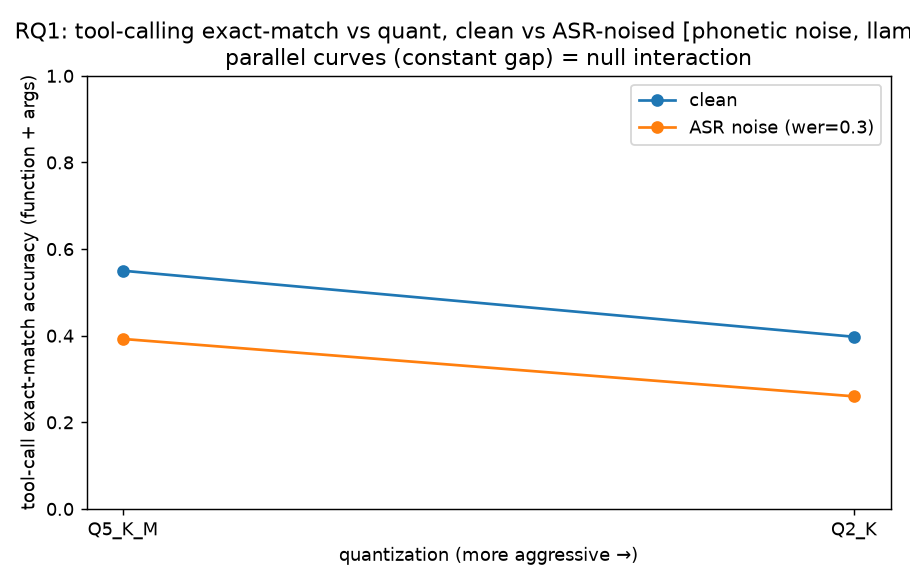 RQ1: tool-calling exact-match vs quant, clean vs ASR-noised [phonetic noise, llam
parallel curves (constant gap) = null interaction
clean
ASR noise (wer=0.3)
tool-call exact-match accuracy (function + args)
1.0
0.8
0.6
0.4
0.2
0.0
Q5_K_M
Q2_K
quantization (more aggressive →)